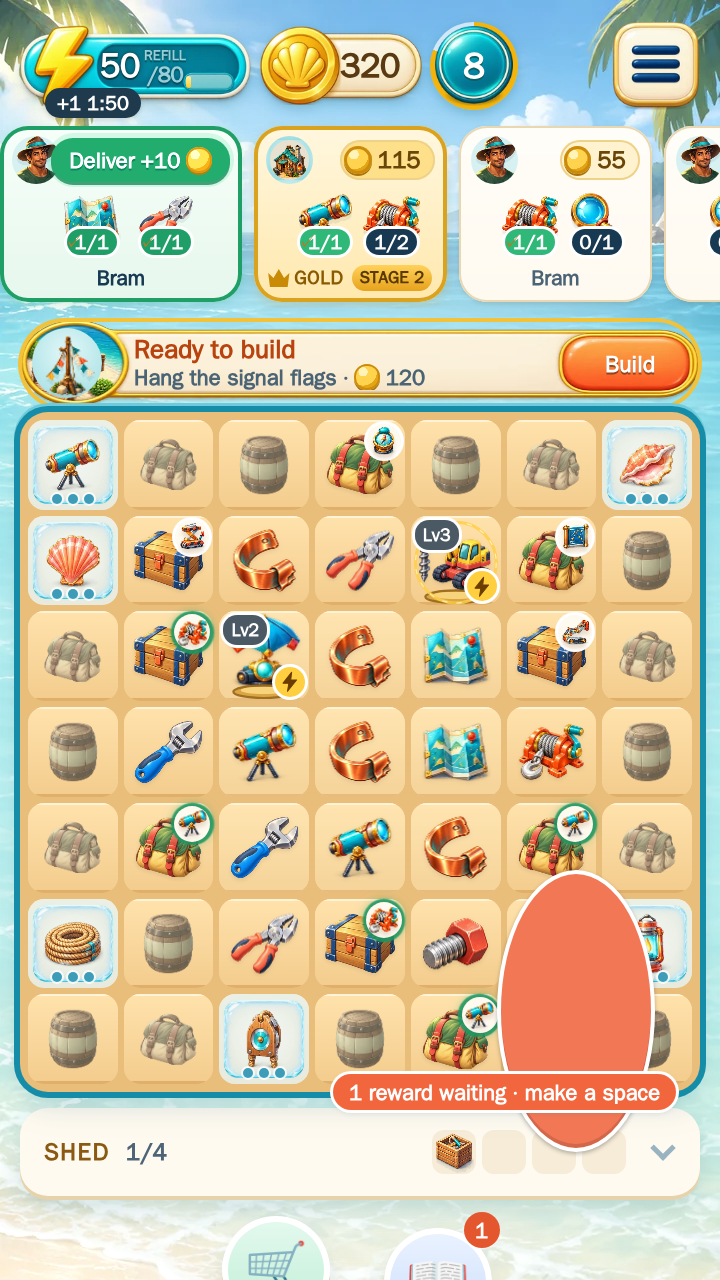 50 REFILL /80
+1 1:50
320
8
Deliver +10
1/1 1/1
Bram
115
1/1 1/2
GOLD STAGE 2
55
1/1 0/1
Bram
Ready to build
Hang the signal flags · 120
Build
Lv3
Lv2
1 reward waiting · make a space
SHED 1/4
1